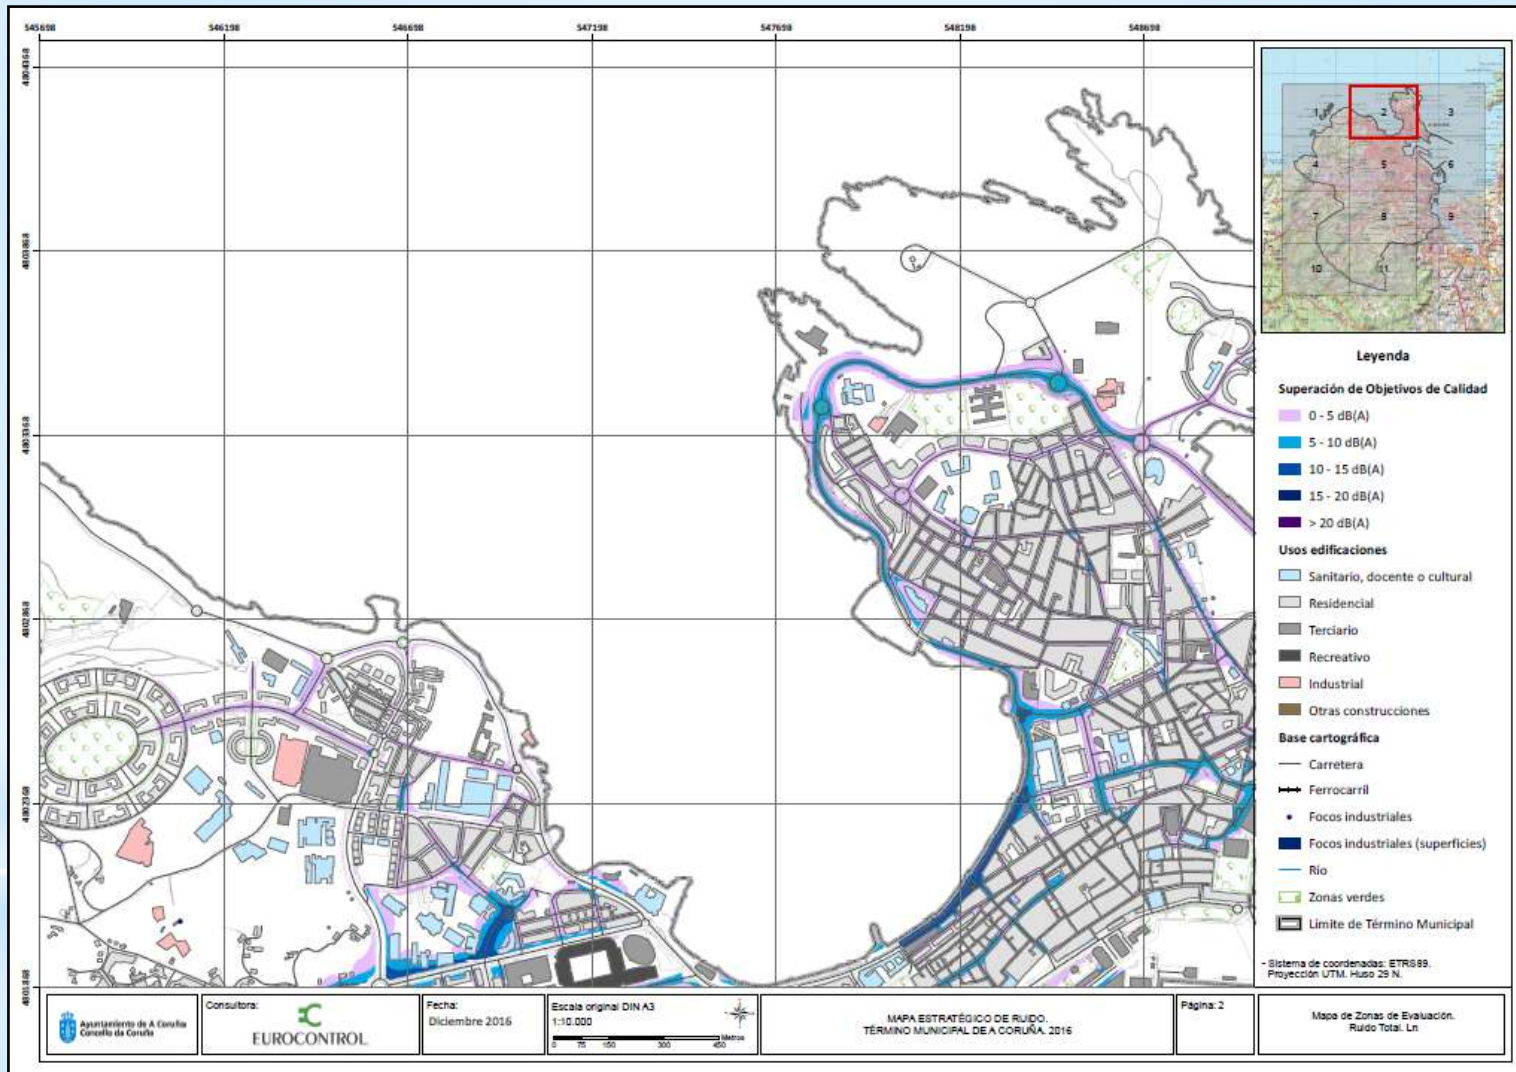 545698
546198
546698
547198
547698
548198
548698
4804368
4803868
4803368
4802868
4802368
4801868
1
2
3
4
5
6
7
8
9
10
11
Leyenda
Superación de Objetivos de Calidad
0 - 5 dB(A)
5 - 10 dB(A)
10 - 15 dB(A)
15 - 20 dB(A)
> 20 dB(A)
Usos edificaciones
Sanitario, docente o cultural
Residencial
Terciario
Recreativo
Industrial
Otras construcciones
Base cartográfica
Carretera
Ferrocarril
Focos industriales
Focos industriales (superficies)
Río
Zonas verdes
Límite de Término Municipal
- Sistema de coordenadas: ETRS89.
Proyección UTM. Huso 29 N.
Ayuntamiento de A Coruña
Concello da Coruña
Consultora:
EUROCONTROL
Fecha:
Diciembre 2016
Escala original DIN A3
1:10.000
0 75 150 300 450 Metros
MAPA ESTRATÉGICO DE RUIDO.
TÉRMINO MUNICIPAL DE A CORUÑA. 2016
Página: 2
Mapa de Zonas de Evaluación.
Ruido Total. Ln